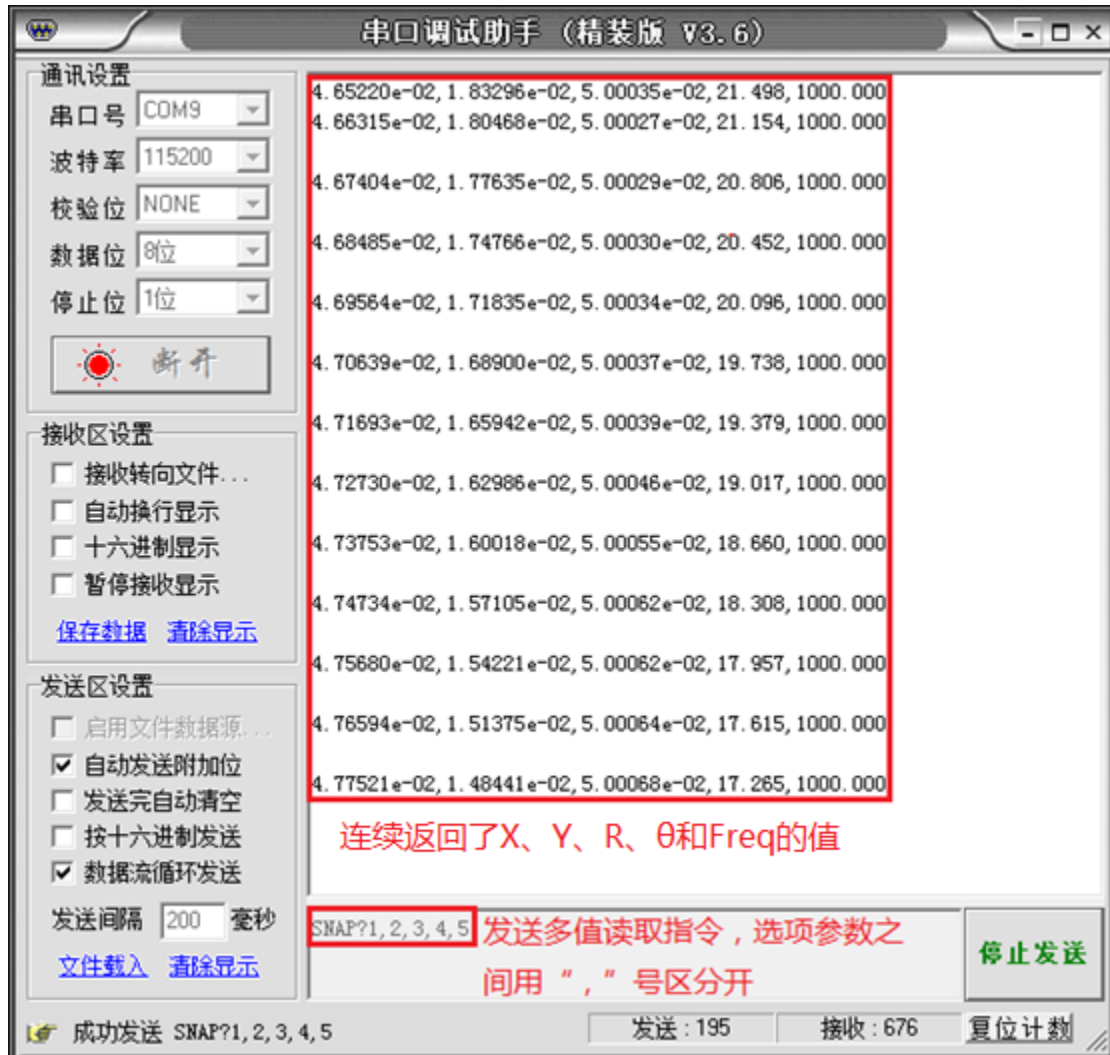 串口调试助手 (精装版 V3.6)
通讯设置
串口号 COM9
波特率 115200
校验位 NONE
数据位 8位
停止位 1位
断开
接收区设置
接收转向文件...
自动换行显示
十六进制显示
暂停接收显示
保存数据 清除显示
发送区设置
启用文件数据源...
自动发送附加位
发送完自动清空
按十六进制发送
数据流循环发送
发送间隔 200 毫秒
文件载入 清除显示
4.65220e-02,1.83296e-02,5.00035e-02,21.498,1000.000
4.66315e-02,1.80468e-02,5.00027e-02,21.154,1000.000
4.67404e-02,1.77635e-02,5.00029e-02,20.806,1000.000
4.68485e-02,1.74766e-02,5.00030e-02,20.452,1000.000
4.69564e-02,1.71835e-02,5.00034e-02,20.096,1000.000
4.70639e-02,1.68900e-02,5.00037e-02,19.738,1000.000
4.71693e-02,1.65942e-02,5.00039e-02,19.379,1000.000
4.72730e-02,1.62986e-02,5.00046e-02,19.017,1000.000
4.73753e-02,1.60018e-02,5.00055e-02,18.660,1000.000
4.74734e-02,1.57105e-02,5.00062e-02,18.308,1000.000
4.75680e-02,1.54221e-02,5.00062e-02,17.957,1000.000
4.76594e-02,1.51375e-02,5.00064e-02,17.615,1000.000
4.77521e-02,1.48441e-02,5.00068e-02,17.265,1000.000
连续返回了X、Y、R、θ和Freq的值
SNAP?1,2,3,4,5
发送多值读取指令，选项参数之
间用“，”号区分开
停止发送
成功发送 SNAP?1,2,3,4,5
发送:195
接收:676
复位计数